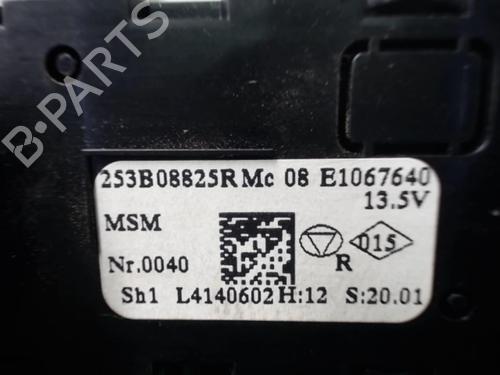 B-PARTS
253B08825R Mc 08 E1067640
13.5V
MSM
015
Nr.0040
R
Sh1 L4140602 H:12 S:20.01